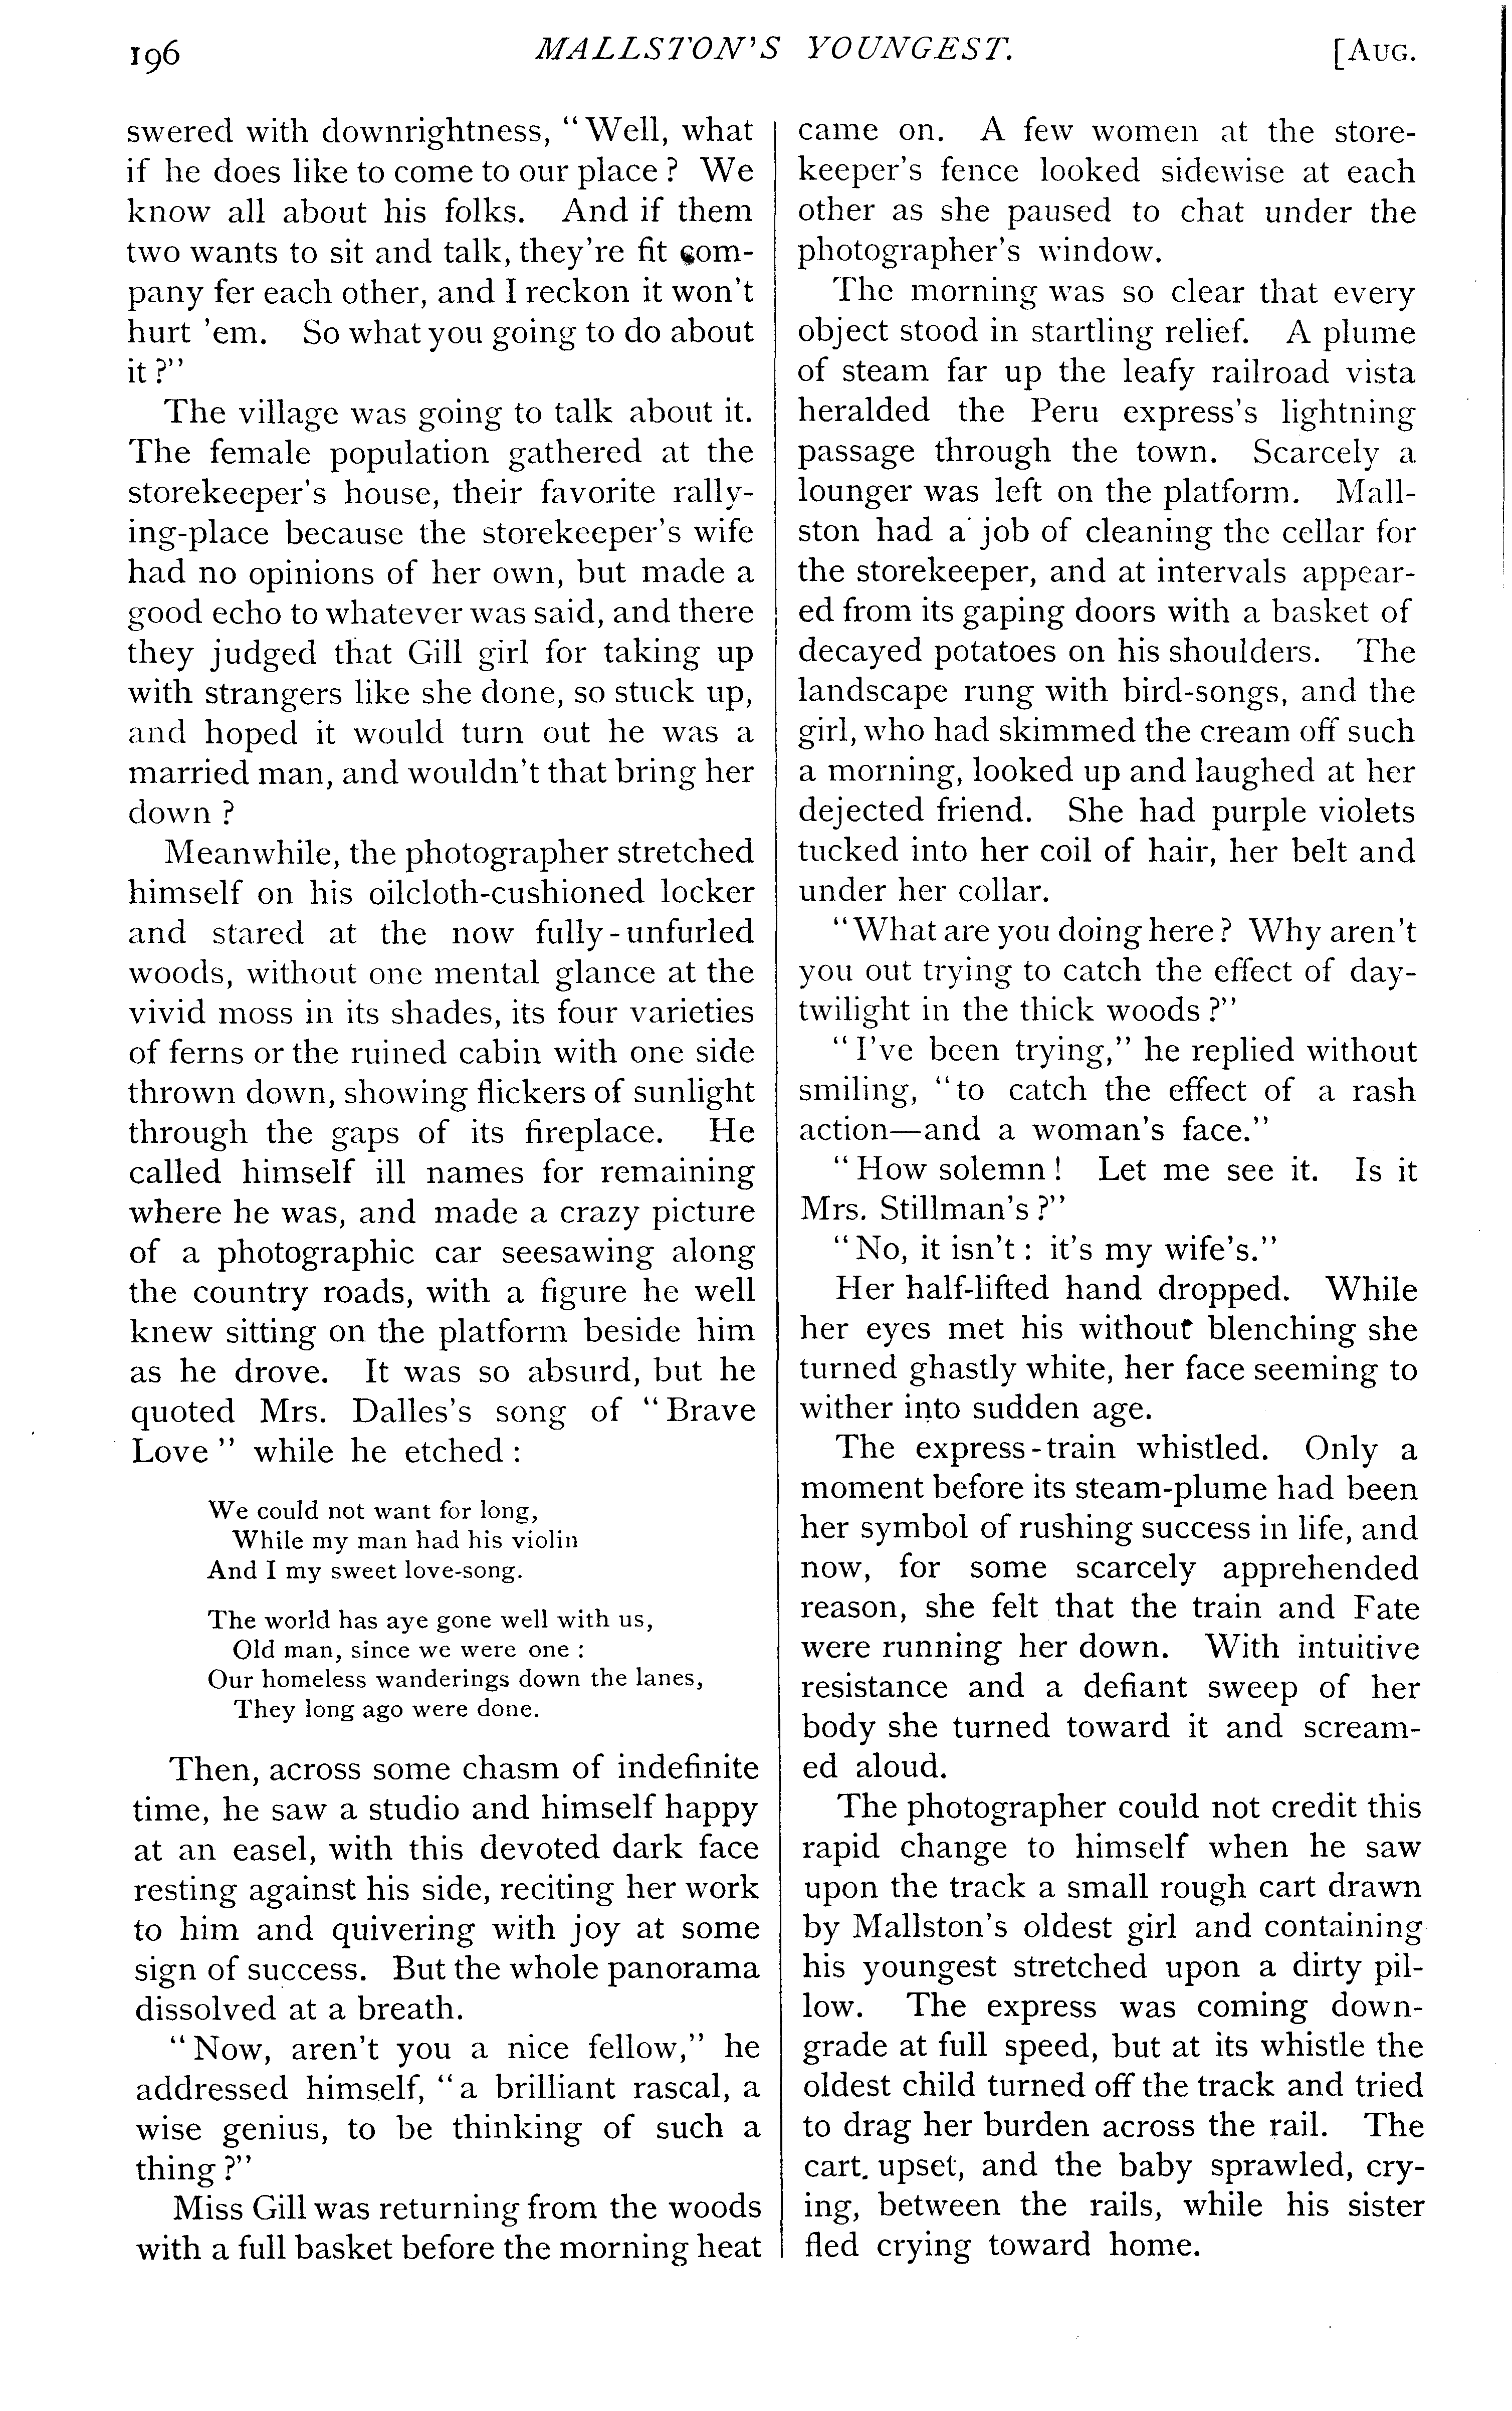 196 MALLSTON'S YOUNGEST. [AUG.
swered with downrightness, "Well, what
if he does like to come to our place? We
know all about his folks. And if them
two wants to sit and talk, they're fit com-
pany fer each other, and I reckon it won't
hurt 'em. So what you going to do about
it?"
The village was going to talk about it.
The female population gathered at the
storekeeper's house, their favorite rally-
ing-place because the storekeeper's wife
had no opinions of her own, but made a
good echo to whatever was said, and there
they judged that Gill girl for taking up
with strangers like she done, so stuck up,
and hoped it would turn out he was a
married man, and wouldn't that bring her
down?
Meanwhile, the photographer stretched
himself on his oilcloth-cushioned locker
and stared at the now fully-unfurled
woods, without one mental glance at the
vivid moss in its shades, its four varieties
of ferns or the ruined cabin with one side
thrown down, showing flickers of sunlight
through the gaps of its fireplace. He
called himself ill names for remaining
where he was, and made a crazy picture
of a photographic car seesawing along
the country roads, with a figure he well
knew sitting on the platform beside him
as he drove. It was so absurd, but he
quoted Mrs. Dalles's song of "Brave
Love" while he etched:
We could not want for long,
While my man had his violin
And I my sweet love-song.
The world has aye gone well with us,
Old man, since we were one:
Our homeless wanderings down the lanes,
They long ago were done.
Then, across some chasm of indefinite
time, he saw a studio and himself happy
at an easel, with this devoted dark face
resting against his side, reciting her work
to him and quivering with joy at some
sign of success. But the whole panorama
dissolved at a breath.
"Now, aren't you a nice fellow," he
addressed himself, "a brilliant rascal, a
wise genius, to be thinking of such a
thing?"
Miss Gill was returning from the woods
with a full basket before the morning heat
came on. A few women at the store-
keeper's fence looked sidewise at each
other as she paused to chat under the
photographer's window.
The morning was so clear that every
object stood in startling relief. A plume
of steam far up the leafy railroad vista
heralded the Peru express's lightning
passage through the town. Scarcely a
lounger was left on the platform. Mall-
ston had a job of cleaning the cellar for
the storekeeper, and at intervals appear-
ed from its gaping doors with a basket of
decayed potatoes on his shoulders. The
landscape rung with bird-songs, and the
girl, who had skimmed the cream off such
a morning, looked up and laughed at her
dejected friend. She had purple violets
tucked into her coil of hair, her belt and
under her collar.
"What are you doing here? Why aren't
you out trying to catch the effect of day-
twilight in the thick woods?"
"I've been trying," he replied without
smiling, "to catch the effect of a rash
action—and a woman's face."
"How solemn! Let me see it. Is it
Mrs. Stillman's?"
"No, it isn't: it's my wife's."
Her half-lifted hand dropped. While
her eyes met his without blenching she
turned ghastly white, her face seeming to
wither into sudden age.
The express-train whistled. Only a
moment before its steam-plume had been
her symbol of rushing success in life, and
now, for some scarcely apprehended
reason, she felt that the train and Fate
were running her down. With intuitive
resistance and a defiant sweep of her
body she turned toward it and scream-
ed aloud.
The photographer could not credit this
rapid change to himself when he saw
upon the track a small rough cart drawn
by Mallston's oldest girl and containing
his youngest stretched upon a dirty pil-
low. The express was coming down-
grade at full speed, but at its whistle the
oldest child turned off the track and tried
to drag her burden across the rail. The
cart upset, and the baby sprawled, cry-
ing, between the rails, while his sister
fled crying toward home.